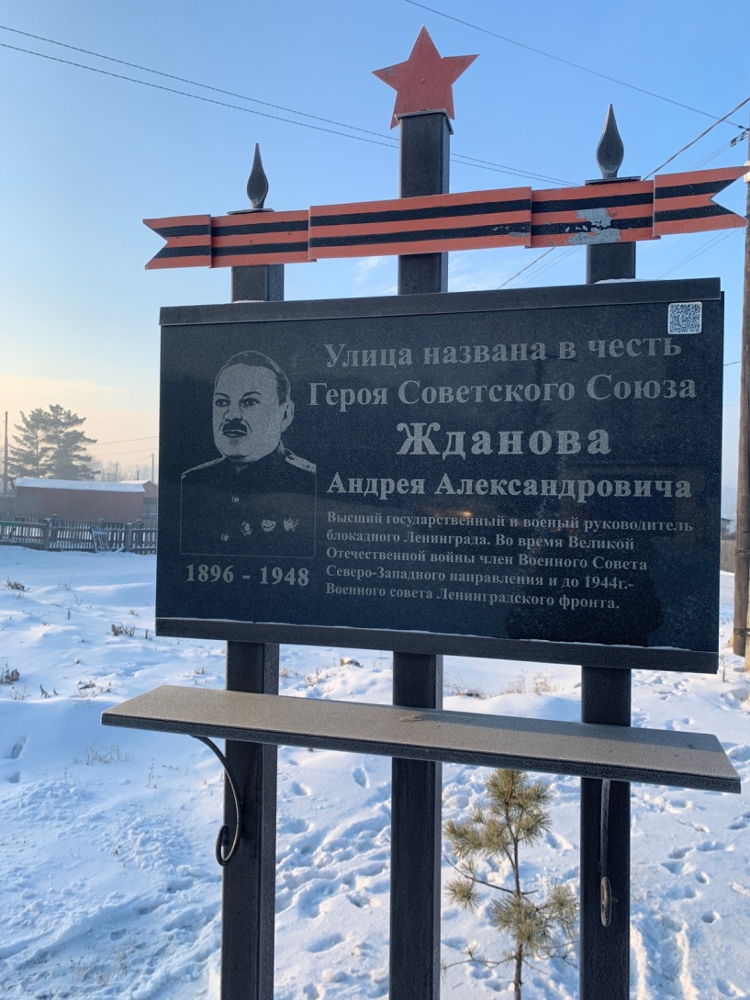 Улица названа в честь
Героя Советского Союза
Жданова
Андрея Александровича
Высший государственный и военый руководитель
блокадного Ленинграда. Во время Великой
Отечественной войны член Военного Совета
Северо-Западного направления и до 1944г.-
Военного совета Ленинградского фронта.
1896 - 1948